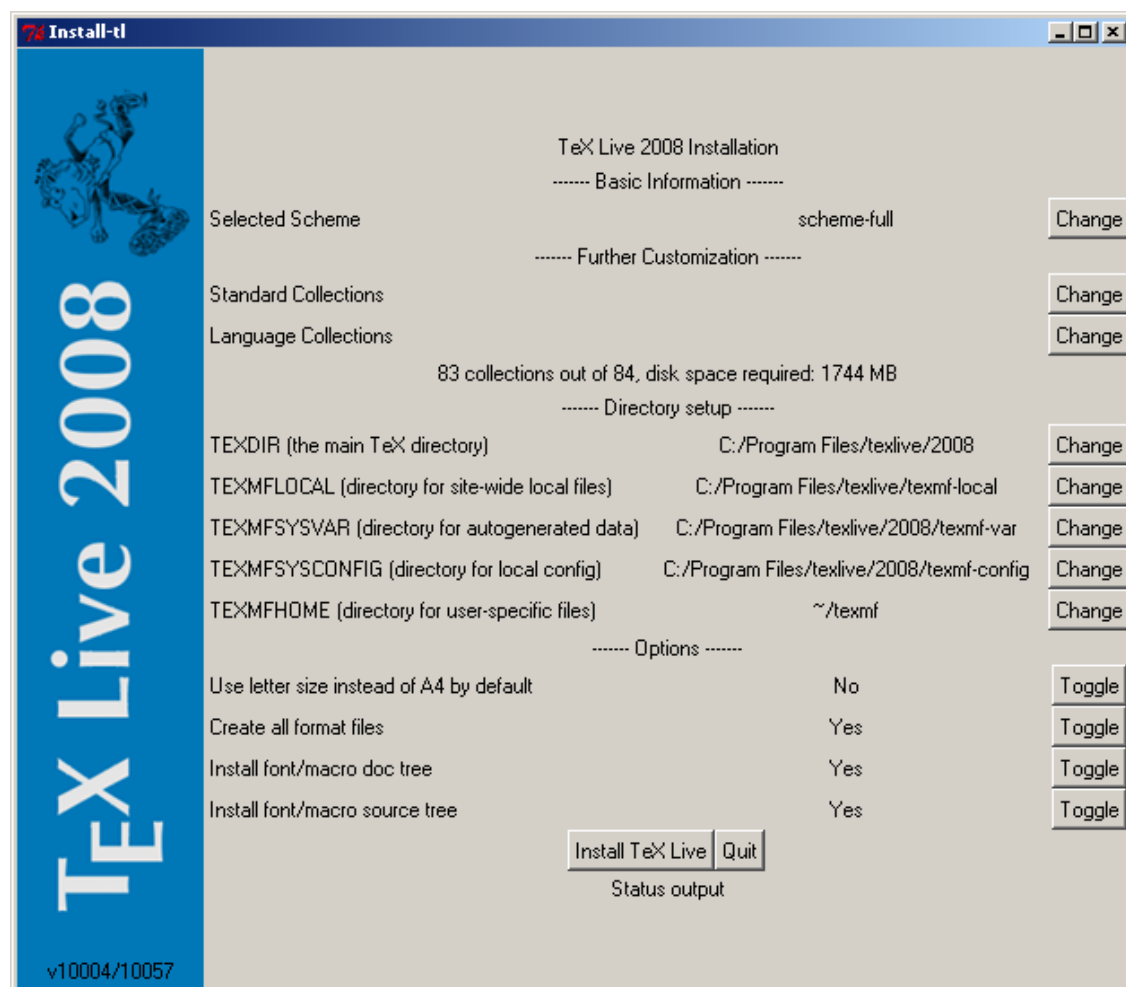 Install-tl
TeX Live 2008
v10004/10057
TeX Live 2008 Installation
------- Basic Information -------
Selected Scheme scheme-full Change
------- Further Customization -------
Standard Collections Change
Language Collections Change
83 collections out of 84, disk space required: 1744 MB
------- Directory setup -------
TEXDIR (the main TeX directory) C:/Program Files/texlive/2008 Change
TEXMFLOCAL (directory for site-wide local files) C:/Program Files/texlive/texmf-local Change
TEXMFSYSVAR (directory for autogenerated data) C:/Program Files/texlive/2008/texmf-var Change
TEXMFSYSCONFIG (directory for local config) C:/Program Files/texlive/2008/texmf-config Change
TEXMFHOME (directory for user-specific files) ~/texmf Change
------- Options -------
Use letter size instead of A4 by default No Toggle
Create all format files Yes Toggle
Install font/macro doc tree Yes Toggle
Install font/macro source tree Yes Toggle
Install TeX Live Quit
Status output